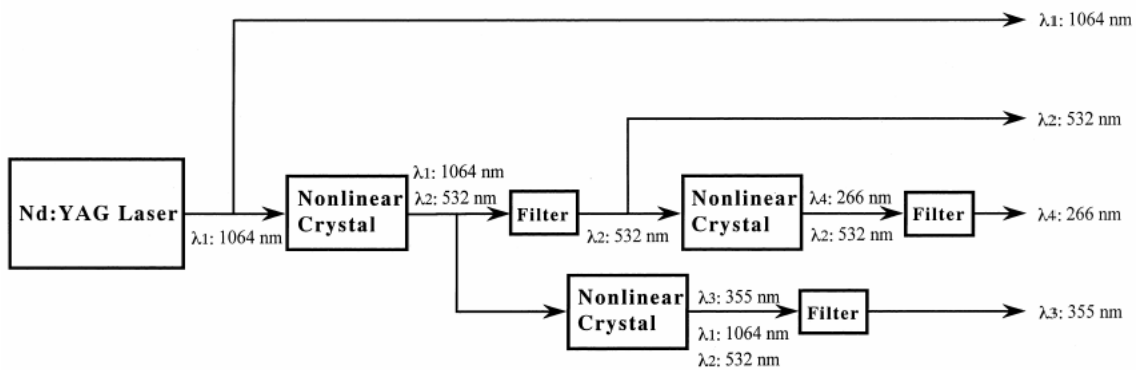 λ1: 1064 nm
λ2: 532 nm
Nd:YAG Laser
λ1: 1064 nm
Nonlinear
Crystal
λ1: 1064 nm
λ2: 532 nm
Filter
λ2: 532 nm
Nonlinear
Crystal
λ4: 266 nm
λ2: 532 nm
Filter
λ4: 266 nm
Nonlinear
Crystal
λ3: 355 nm
λ1: 1064 nm
λ2: 532 nm
Filter
λ3: 355 nm